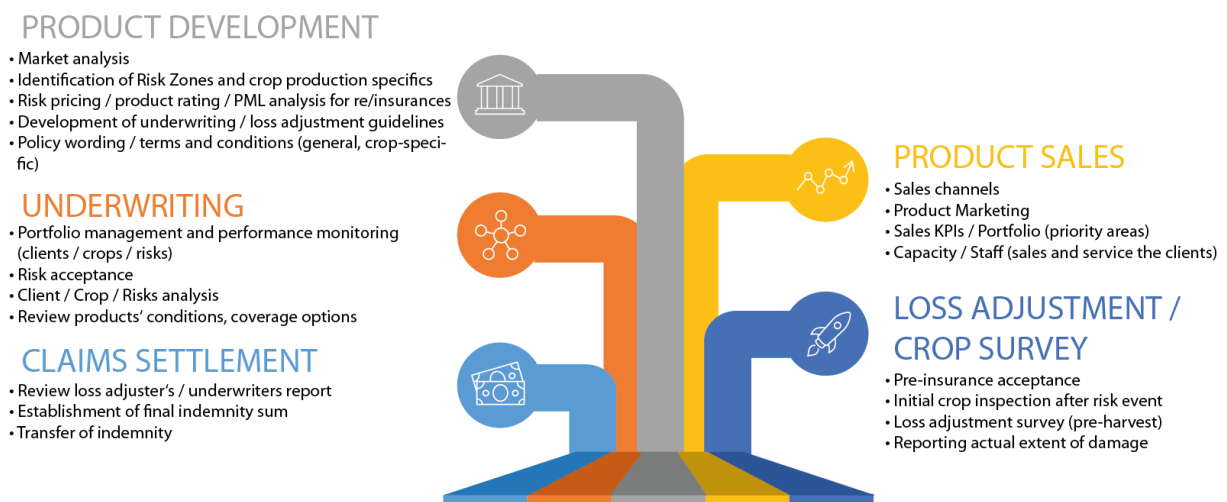 PRODUCT DEVELOPMENT
• Market analysis
• Identification of Risk Zones and crop production specifics
• Risk pricing / product rating / PML analysis for re/insurances
• Development of underwriting / loss adjustment guidelines
• Policy wording / terms and conditions (general, crop-speci-
fic)
UNDERWRITING
• Portfolio management and performance monitoring
(clients / crops / risks)
• Risk acceptance
• Client / Crop / Risks analysis
• Review products‘ conditions, coverage options
CLAIMS SETTLEMENT
• Review loss adjuster‘s / underwriters report
• Establishment of final indemnity sum
• Transfer of indemnity
PRODUCT SALES
• Sales channels
• Product Marketing
• Sales KPIs / Portfolio (priority areas)
• Capacity / Staff (sales and service the clients)
LOSS ADJUSTMENT /
CROP SURVEY
• Pre-insurance acceptance
• Initial crop inspection after risk event
• Loss adjustment survey (pre-harvest)
• Reporting actual extent of damage